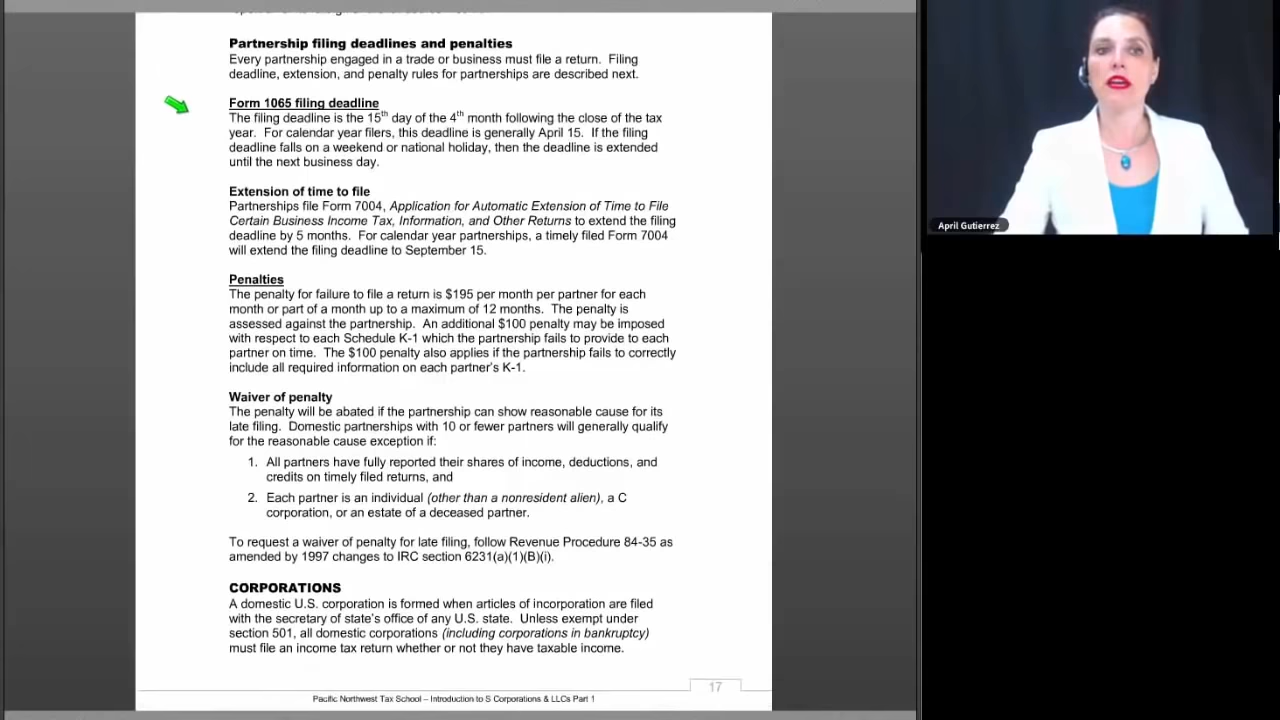 Partnership filing deadlines and penalties
Every partnership engaged in a trade or business must file a return.  Filing
deadline, extension, and penalty rules for partnerships are described next.
Form 1065 filing deadline
The filing deadline is the 15th day of the 4th month following the close of the tax
year.  For calendar year filers, this deadline is generally April 15.  If the filing
deadline falls on a weekend or national holiday, then the deadline is extended
until the next business day.
Extension of time to file
Partnerships file Form 7004, Application for Automatic Extension of Time to File
Certain Business Income Tax, Information, and Other Returns to extend the filing
deadline by 5 months.  For calendar year partnerships, a timely filed Form 7004
will extend the filing deadline to September 15.
Penalties
The penalty for failure to file a return is $195 per month per partner for each
month or part of a month up to a maximum of 12 months.  The penalty is
assessed against the partnership.  An additional $100 penalty may be imposed
with respect to each Schedule K-1 which the partnership fails to provide to each
partner on time.  The $100 penalty also applies if the partnership fails to correctly
include all required information on each partner's K-1.
Waiver of penalty
The penalty will be abated if the partnership can show reasonable cause for its
late filing.  Domestic partnerships with 10 or fewer partners will generally qualify
for the reasonable cause exception if:
1. All partners have fully reported their shares of income, deductions, and
credits on timely filed returns, and
2. Each partner is an individual (other than a nonresident alien), a C
corporation, or an estate of a deceased partner.
To request a waiver of penalty for late filing, follow Revenue Procedure 84-35 as
amended by 1997 changes to IRC section 6231(a)(1)(B)(i).
CORPORATIONS
A domestic U.S. corporation is formed when articles of incorporation are filed
with the secretary of state's office of any U.S. state.  Unless exempt under
section 501, all domestic corporations (including corporations in bankruptcy)
must file an income tax return whether or not they have taxable income.
17
Pacific Northwest Tax School – Introduction to S Corporations & LLCs Part 1
April Gutierrez